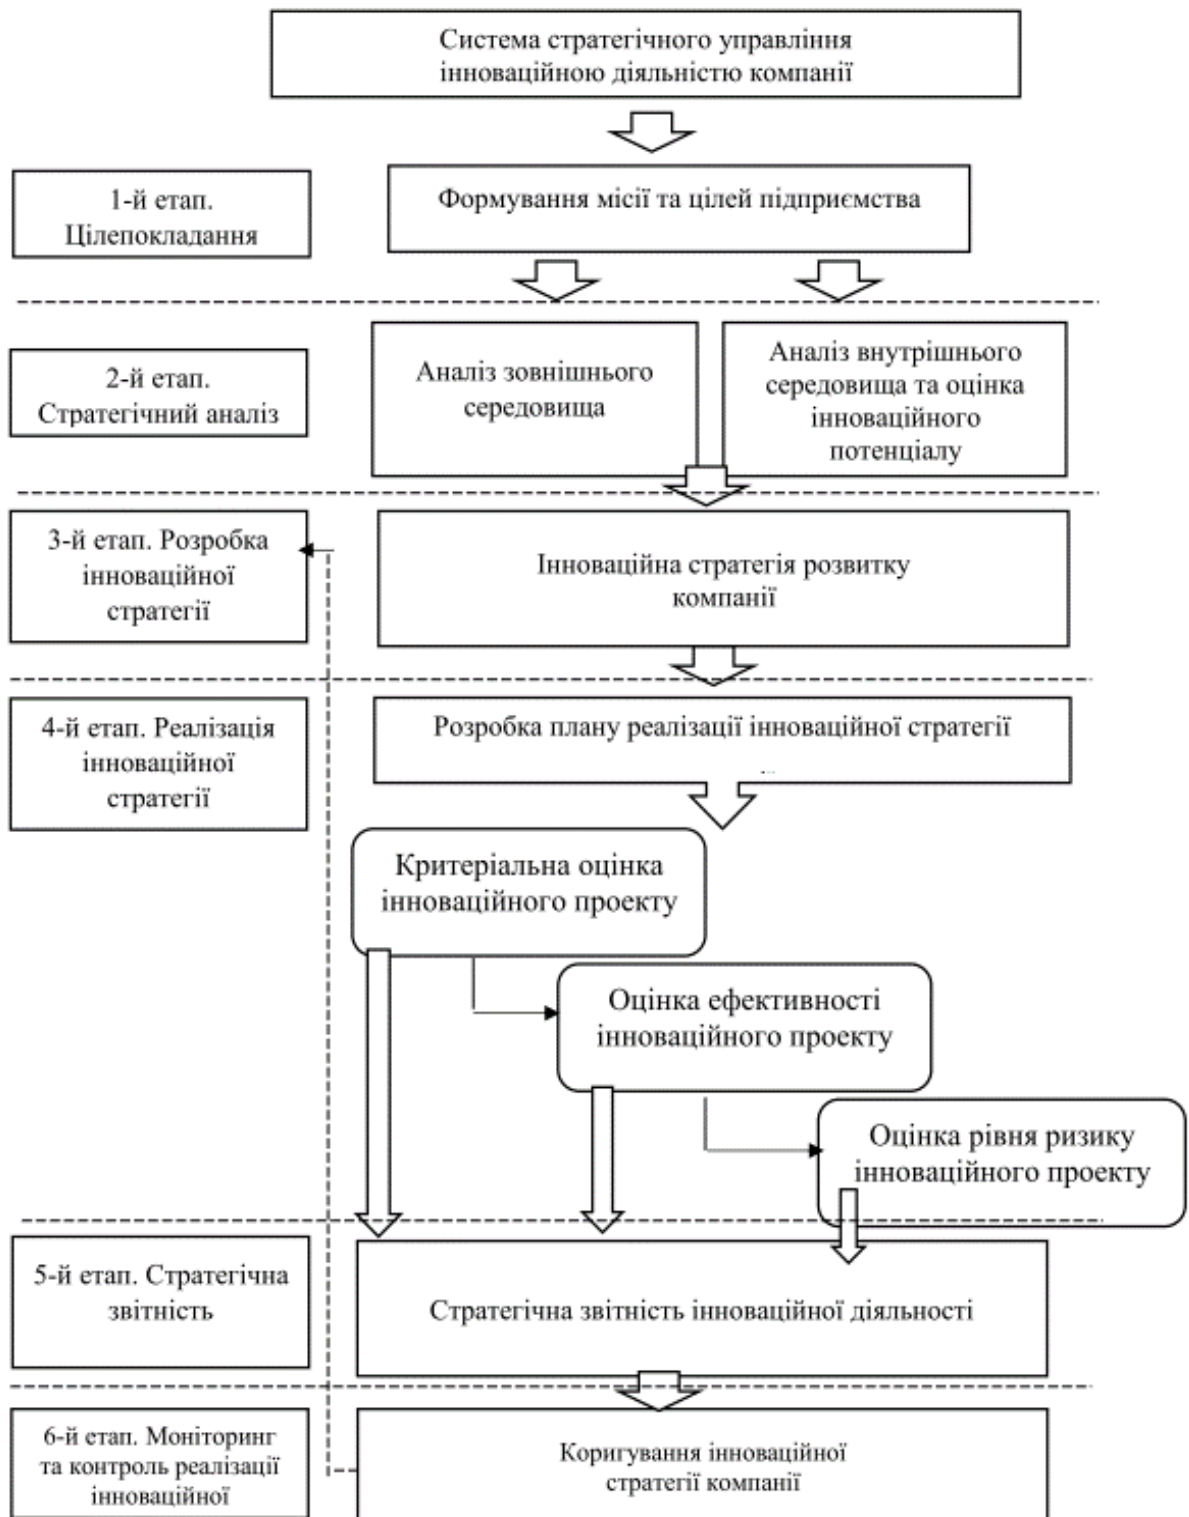 Система стратегічного управління
інноваційною діяльністю компанії
1-й етап.
Цілепокладання
Формування місії та цілей підприємства
2-й етап.
Стратегічний аналіз
Аналіз зовнішнього
середовища
Аналіз внутрішнього
середовища та оцінка
інноваційного
потенціалу
3-й етап. Розробка
інноваційної
стратегії
Інноваційна стратегія розвитку
компанії
4-й етап. Реалізація
інноваційної
стратегії
Розробка плану реалізації інноваційної стратегії
Критеріальна оцінка
інноваційного проекту
Оцінка ефективності
інноваційного проекту
Оцінка рівня ризику
інноваційного проекту
5-й етап. Стратегічна
звітність
Стратегічна звітність інноваційної діяльності
6-й етап. Моніторинг
та контроль реалізації
інноваційної
Коригування інноваційної
стратегії компанії